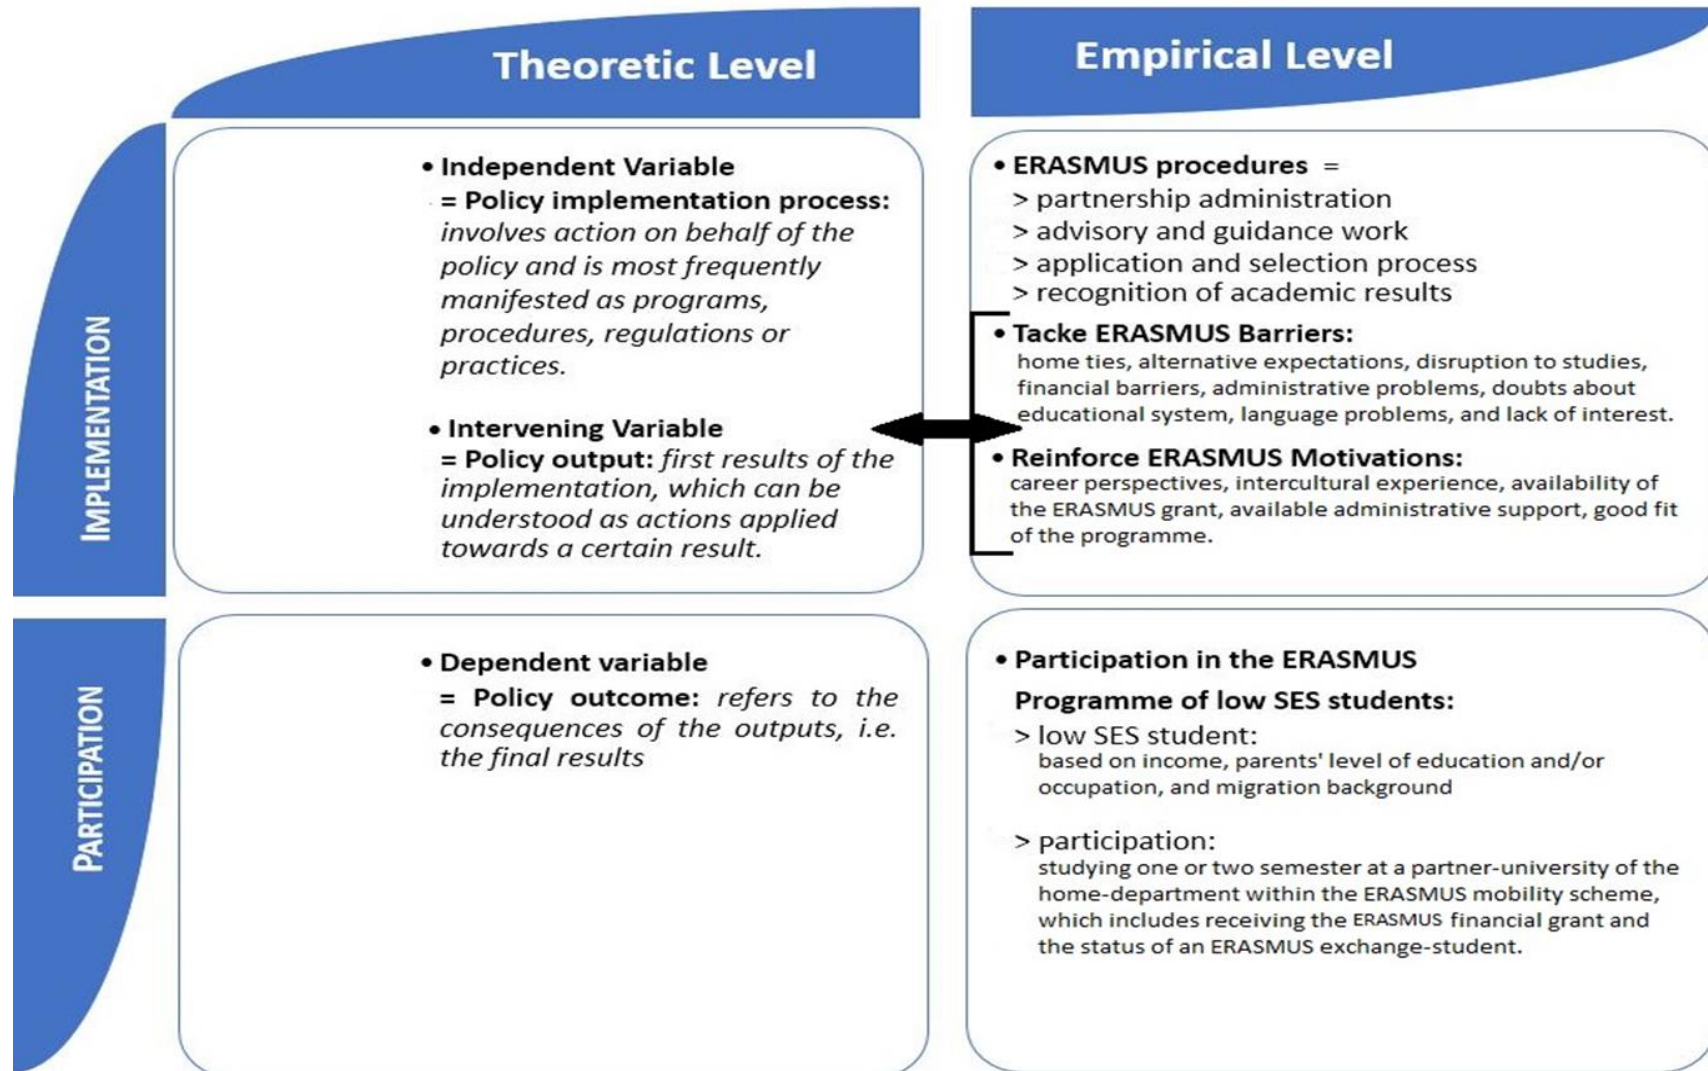 Theoretic Level
Empirical Level
IMPLEMENTATION
• Independent Variable
= Policy implementation process:
involves action on behalf of the
policy and is most frequently
manifested as programs,
procedures, regulations or
practices.
• Intervening Variable
= Policy output: first results of the
implementation, which can be
understood as actions applied
towards a certain result.
• ERASMUS procedures =
> partnership administration
> advisory and guidance work
> application and selection process
> recognition of academic results
• Tacke ERASMUS Barriers:
home ties, alternative expectations, disruption to studies,
financial barriers, administrative problems, doubts about
educational system, language problems, and lack of interest.
• Reinforce ERASMUS Motivations:
career perspectives, intercultural experience, availability of
the ERASMUS grant, available administrative support, good fit
of the programme.
PARTICIPATION
• Dependent variable
= Policy outcome: refers to the
consequences of the outputs, i.e.
the final results
• Participation in the ERASMUS
Programme of low SES students:
> low SES student:
based on income, parents' level of education and/or
occupation, and migration background
> participation:
studying one or two semester at a partner-university of the
home-department within the ERASMUS mobility scheme,
which includes receiving the ERASMUS financial grant and
the status of an ERASMUS exchange-student.